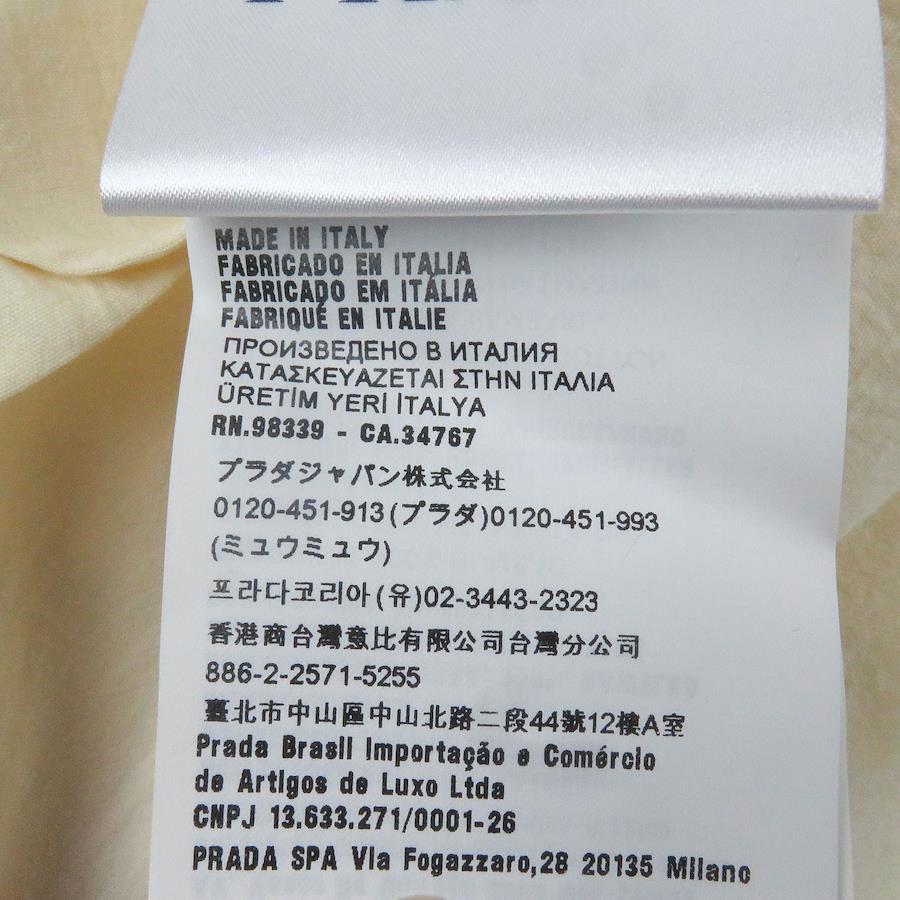 MADE IN ITALY
FABRICADO EN ITALIA
FABRICADO EM ITÁLIA
FABRIQUÉ EN ITALIE
ПРОИЗВЕДЕНО В ИТАЛИЯ
ΚΑΤΑΣΚΕΥΑΖΕΤΑΙ ΣΤΗΝ ΙΤΑΛΙΑ
ÜRETİM YERİ İTALYA
RN.98339 - CA.34767
プラダジャパン株式会社
0120-451-913(プラダ)0120-451-993
(ミュウミュウ)
프라다코리아(유)02-3443-2323
香港商台灣意比有限公司台灣分公司
886-2-2571-5255
臺北市中山區中山北路二段44號12樓A室
Prada Brasil Importação e Comércio
de Artigos de Luxo Ltda
CNPJ 13.633.271/0001-26
PRADA SPA Via Fogazzaro,28 20135 Milano